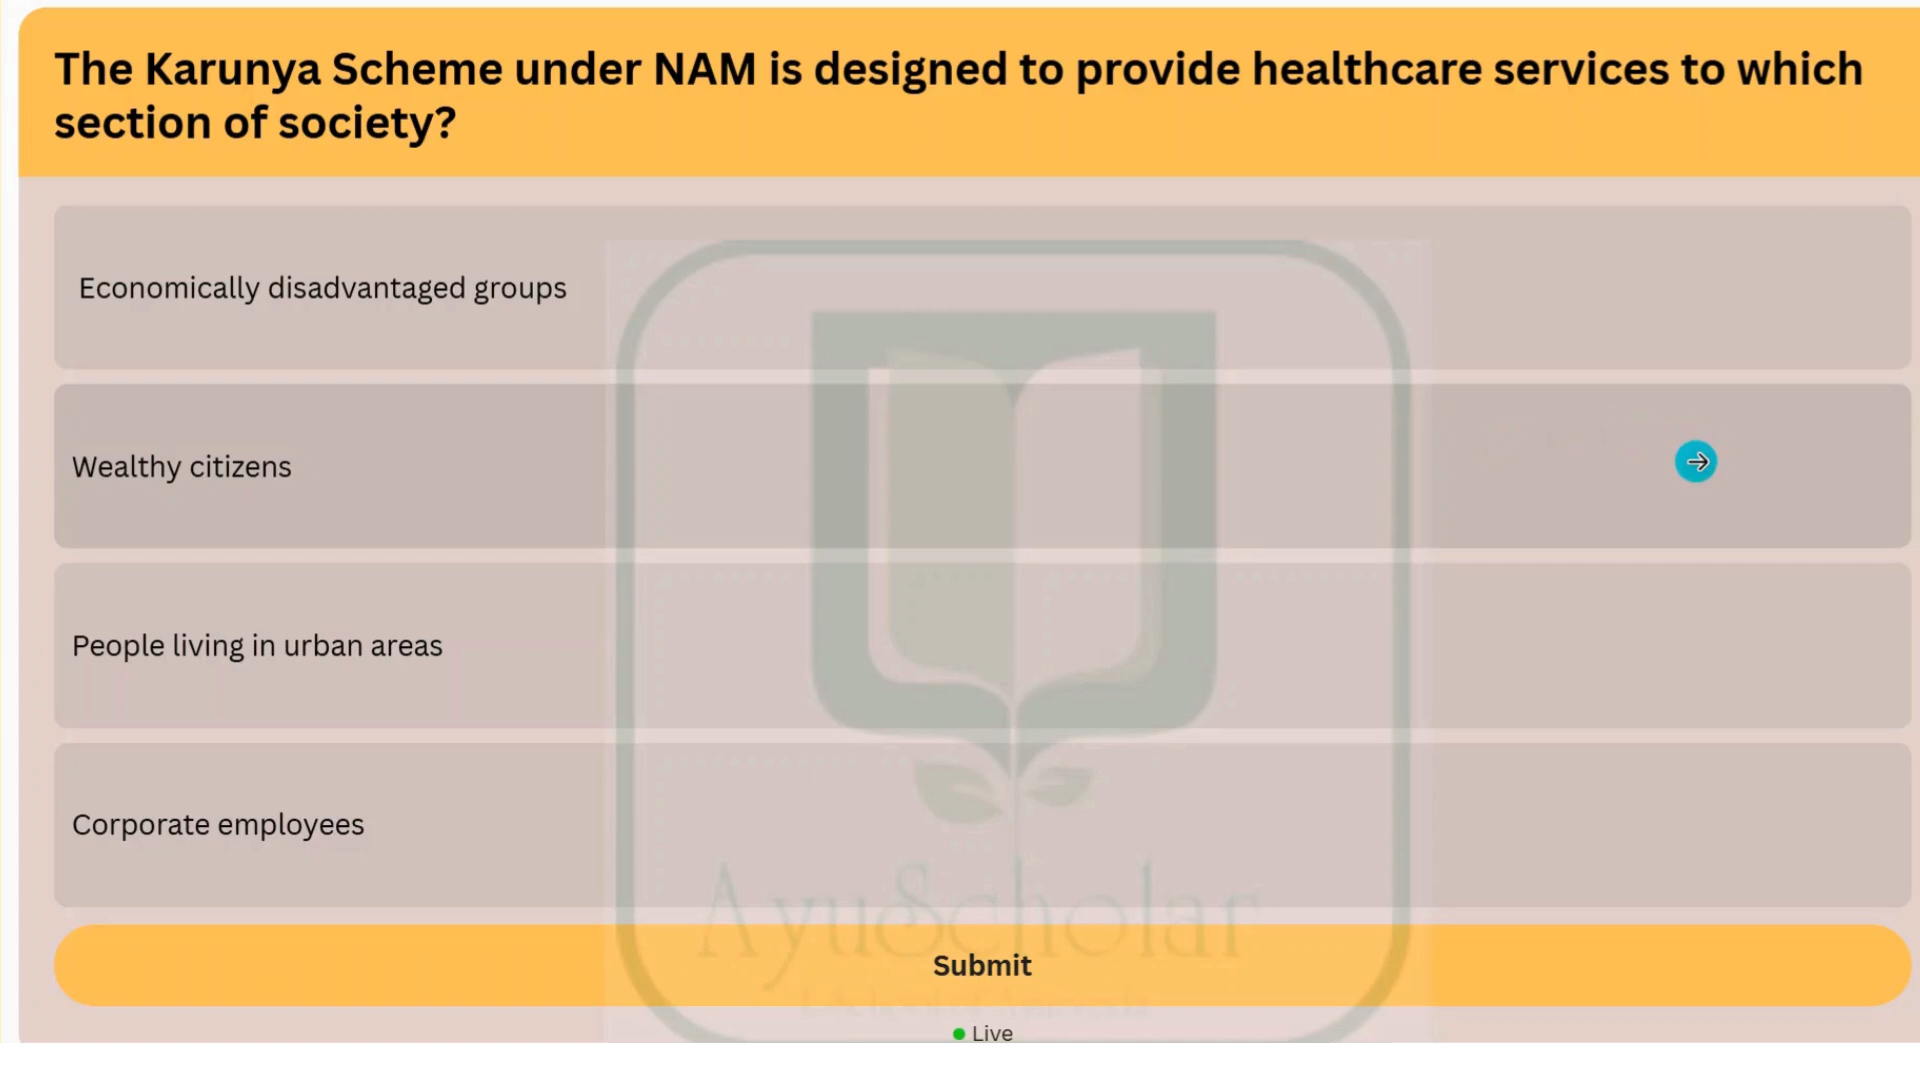 The Karunya Scheme under NAM is designed to provide healthcare services to which
section of society?
Economically disadvantaged groups
Wealthy citizens
People living in urban areas
Corporate employees
AyuScholar
Submit
Live